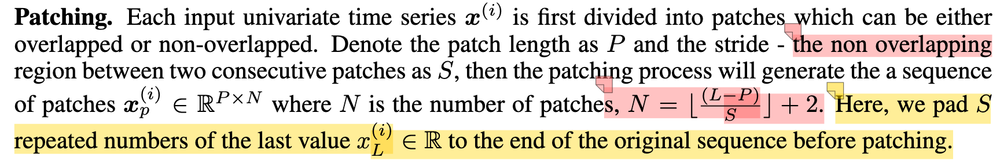 Patching. Each input univariate time series $\boldsymbol{x}^{(i)}$ is first divided into patches which can be either
overlapped or non-overlapped. Denote the patch length as $P$ and the stride - the non overlapping
region between two consecutive patches as $S$, then the patching process will generate the a sequence
of patches $\boldsymbol{x}_p^{(i)} \in \mathbb{R}^{P \times N}$ where $N$ is the number of patches, $N = \lfloor \frac{(L-P)}{S} \rfloor + 2$. Here, we pad $S$
repeated numbers of the last value $x_L^{(i)} \in \mathbb{R}$ to the end of the original sequence before patching.